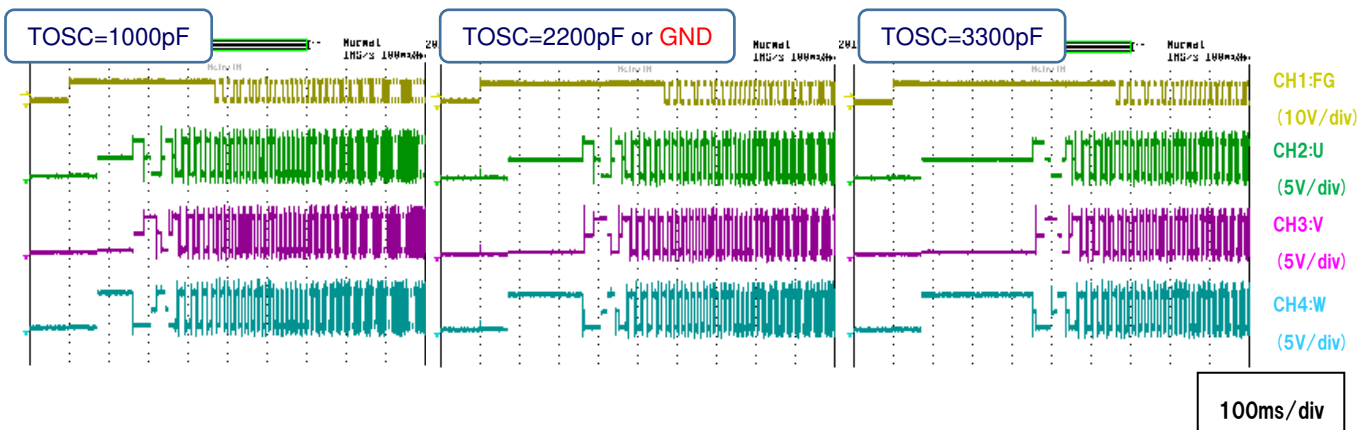 TOSC=1000pF
TOSC=2200pF or GND
TOSC=3300pF
CH1:FG
(10V/div)
CH2:U
(5V/div)
CH3:V
(5V/div)
CH4:W
(5V/div)
100ms/div